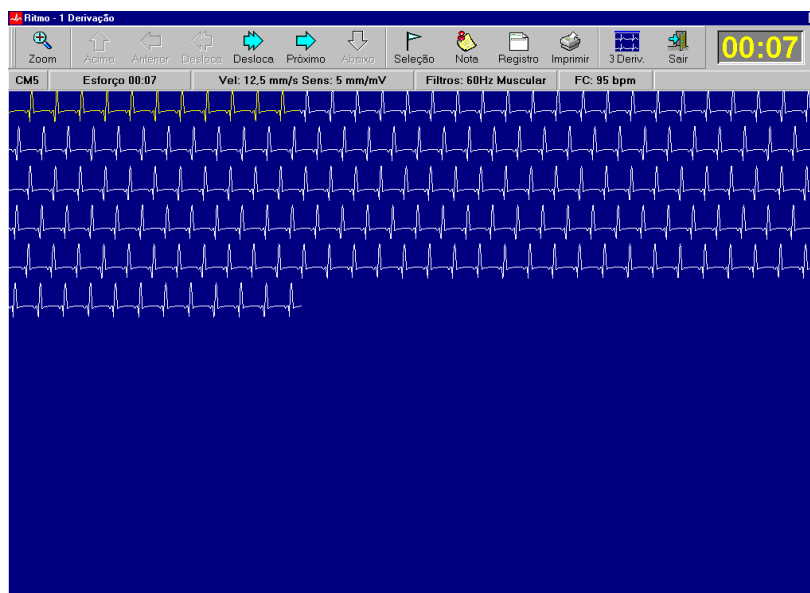 Ritmo - 1 Derivação
Zoom Acima Anterior Desloca Desloca Próximo Abaixo Seleção Nota Registro Imprimir 3 Deriv. Sair 00:07
CM5 Esforço 00:07 Vel: 12,5 mm/s Sens: 5 mm/mV Filtros: 60Hz Muscular FC: 95 bpm